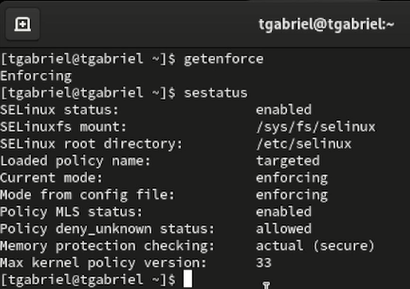 tgabriel@tgabriel:~
[tgabriel@tgabriel ~]$ getenforce
Enforcing
[tgabriel@tgabriel ~]$ sestatus
SELinux status:                 enabled
SELinuxfs mount:                /sys/fs/selinux
SELinux root directory:         /etc/selinux
Loaded policy name:             targeted
Current mode:                   enforcing
Mode from config file:          enforcing
Policy MLS status:              enabled
Policy deny_unknown status:     allowed
Memory protection checking:     actual (secure)
Max kernel policy version:      33
[tgabriel@tgabriel ~]$